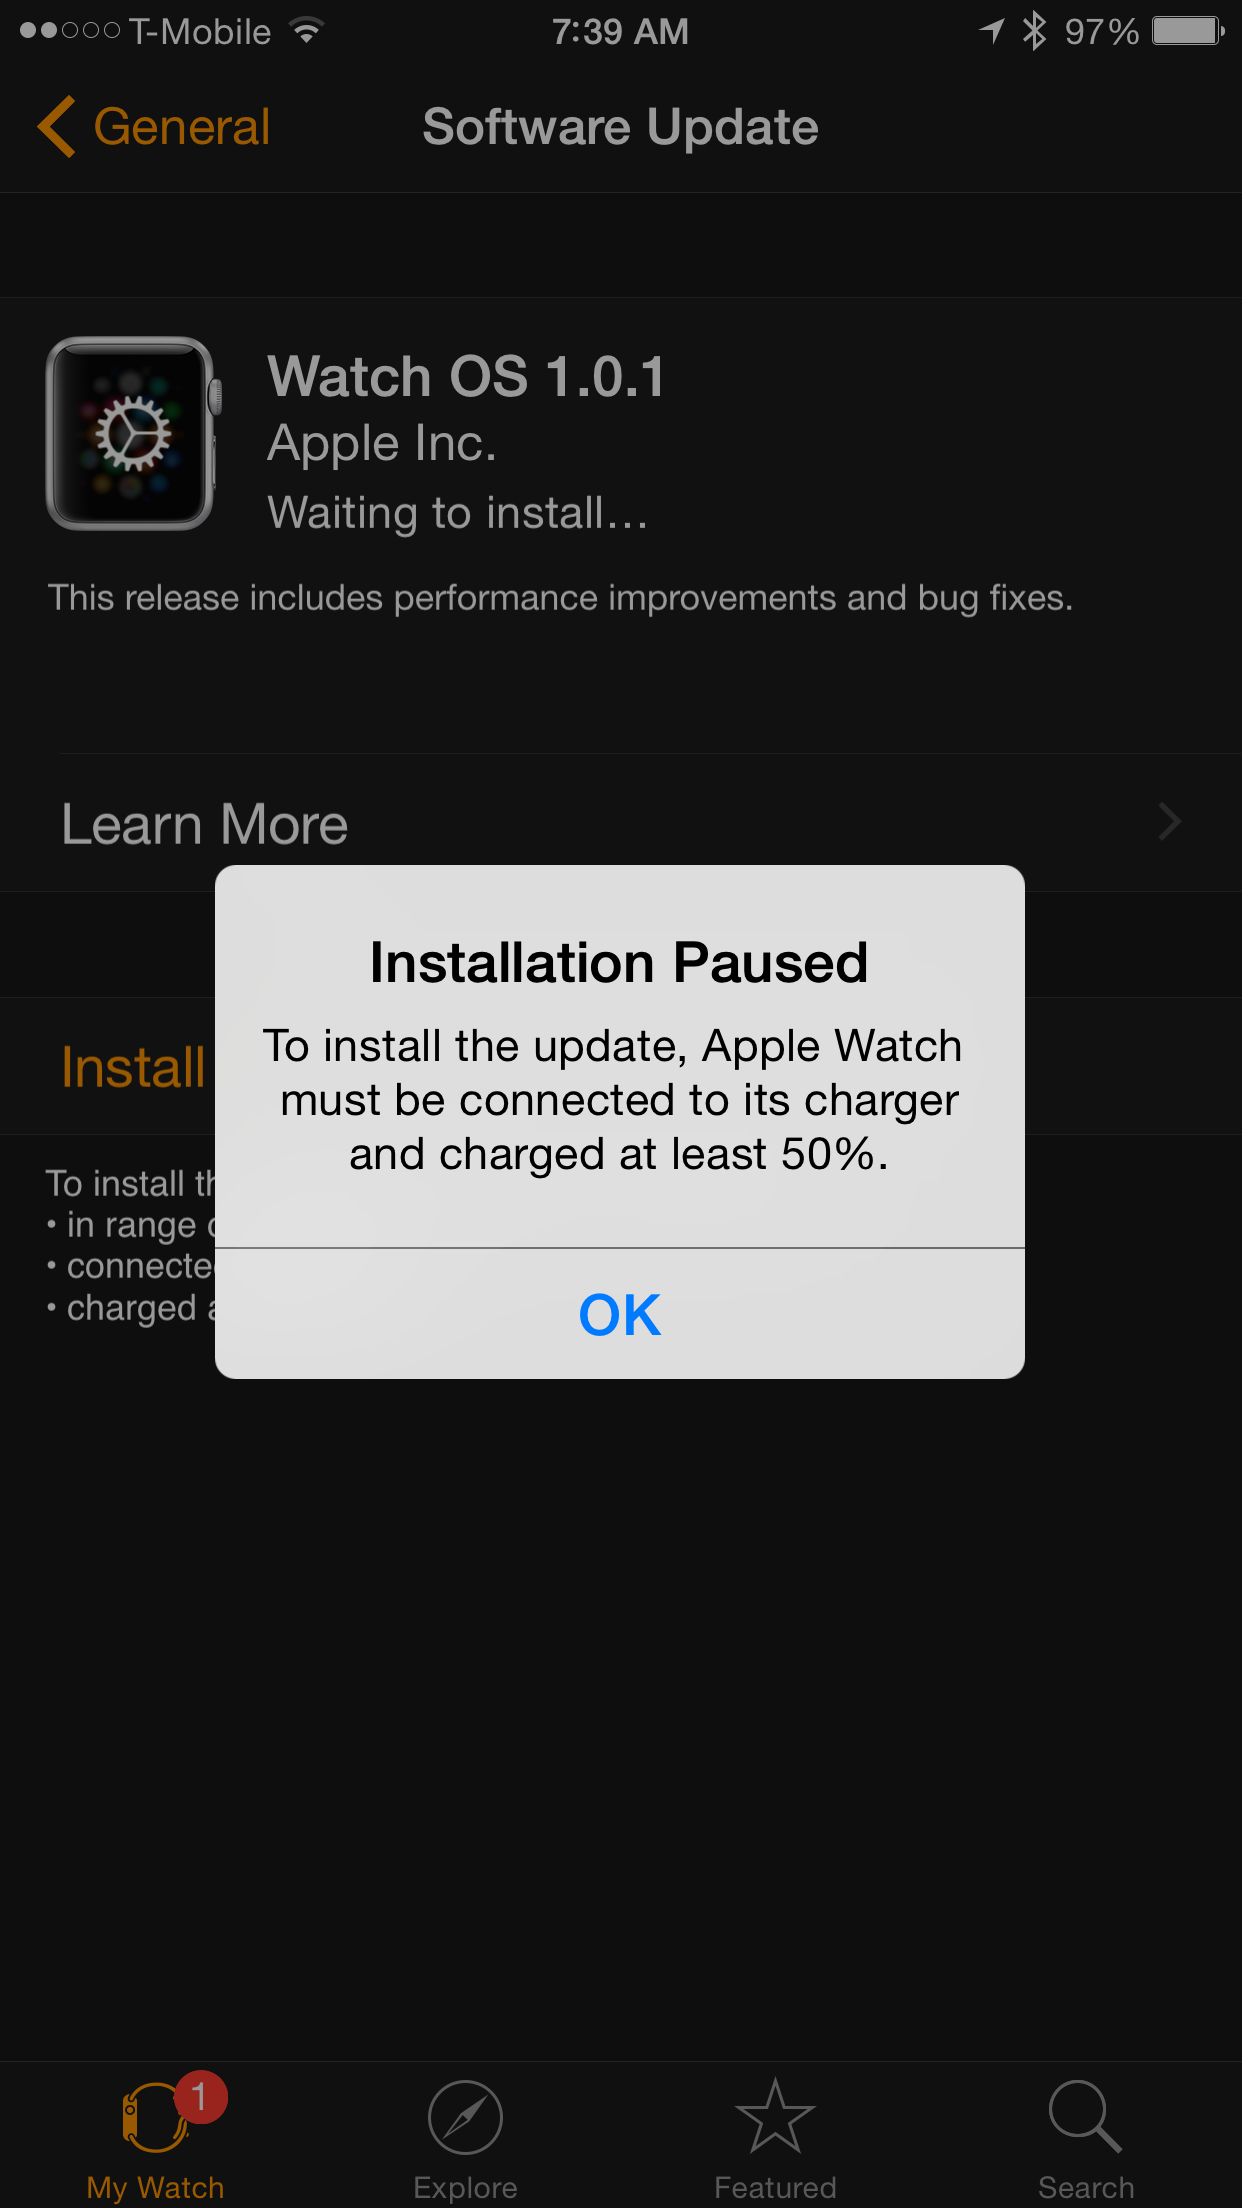 T-Mobile 7:39 AM 97%
General Software Update
Watch OS 1.0.1
Apple Inc.
Waiting to install...
This release includes performance improvements and bug fixes.
Learn More
Installation Paused
To install the update, Apple Watch
must be connected to its charger
and charged at least 50%.
OK
Install
To install
• in range
•
• charged
1
My Watch Explore Featured Search